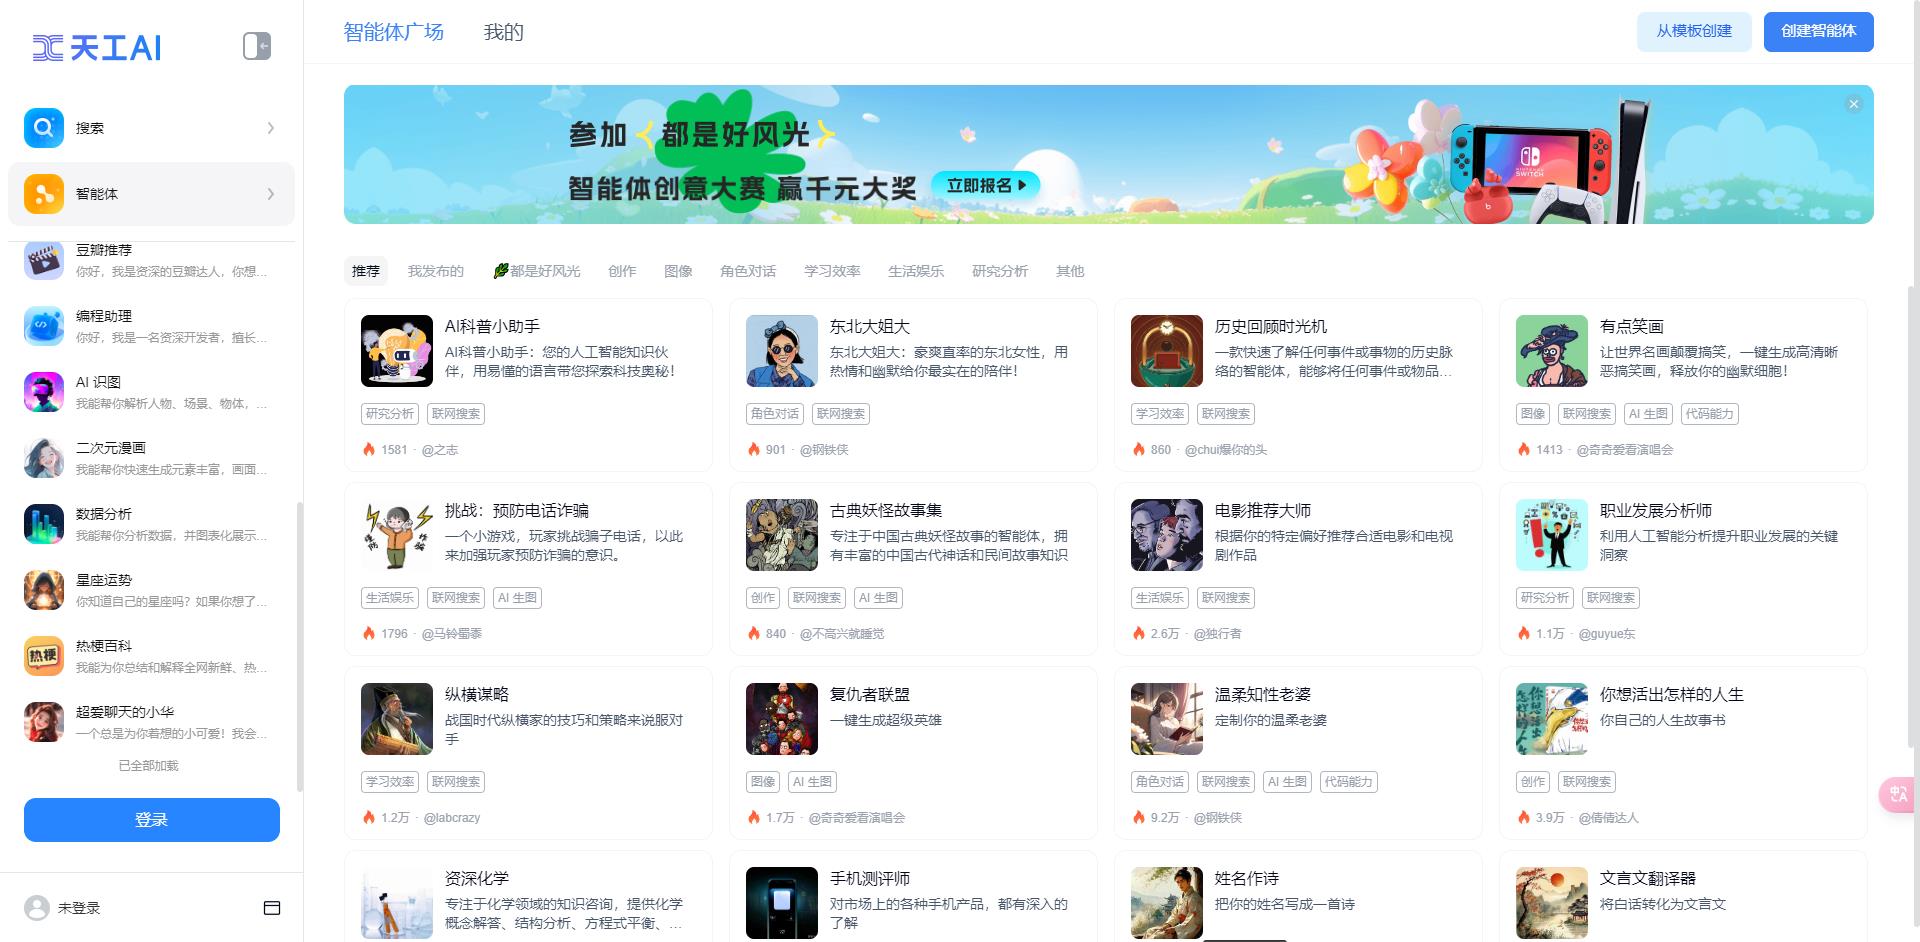 天工AI
搜索
智能体
豆瓣推荐
你好，我是资深的豆瓣达人，你想...
编程助理
你好，我是一名资深开发者，擅长...
AI 识图
我能帮你解析人物、场景、物体，...
二次元漫画
我能帮你快速生成元素丰富，画面...
数据分析
我能帮你分析数据，并图表化展示...
星座运势
你知道自己的星座吗？如果你想了...
热梗
热梗百科
我能为你总结和解释全网新鲜、热...
超爱聊天的小华
一个总是为你着想的小可爱！我会...
已全部加载
登录
未登录
智能体广场
我的
从模板创建
创建智能体
参加 都是好风光
智能体创意大赛 赢千元大奖
立即报名
NINTENDO
SWITCH
推荐
我发布的
都是好风光
创作
图像
角色对话
学习效率
生活娱乐
研究分析
其他
AI科普小助手
AI科普小助手：您的人工智能知识伙
伴，用易懂的语言带您探索科技奥秘！
研究分析
联网搜索
1581 · @之志
东北大姐大
东北大姐大：豪爽直率的东北女性，用
热情和幽默给你最实在的陪伴！
角色对话
联网搜索
901 · @钢铁侠
历史回顾时光机
一款快速了解任何事件或事物的历史脉
络的智能体，能够将任何事件或物品...
学习效率
联网搜索
860 · @chui爆你的头
有点笑画
让世界名画颠覆搞笑，一键生成高清晰
恶搞笑画，释放你的幽默细胞！
图像
联网搜索
AI 生图
代码能力
1413 · @奇奇爱看演唱会
挑战：预防电话诈骗
一个小游戏，玩家挑战骗子电话，以此
来加强玩家预防诈骗的意识。
生活娱乐
联网搜索
AI 生图
1796 · @马铃蜀黍
古典妖怪故事集
专注于中国古典妖怪故事的智能体，拥
有丰富的中国古代神话和民间故事知识
创作
联网搜索
AI 生图
840 · @不高兴就睡觉
电影推荐大师
根据你的特定偏好推荐合适电影和电视
剧作品
生活娱乐
联网搜索
2.6万 · @独行者
职业发展分析师
利用人工智能分析提升职业发展的关键
洞察
研究分析
联网搜索
1.1万 · @guyue东
纵横谋略
战国时代纵横家的技巧和策略来说服对
手
学习效率
联网搜索
1.2万 · @labcrazy
复仇者联盟
一键生成超级英雄
图像
AI 生图
1.7万 · @奇奇爱看演唱会
温柔知性老婆
定制你的温柔老婆
角色对话
联网搜索
AI 生图
代码能力
9.2万 · @钢铁侠
你想活出怎样的人生
你自己的人生故事书
创作
联网搜索
3.9万 · @倩倩达人
资深化学
专注于化学领域的知识咨询，提供化学
概念解答、结构分析、方程式平衡、...
手机测评师
对市场上的各种手机产品，都有深入的
了解
姓名作诗
把你的姓名写成一首诗
文言文翻译器
将白话转化为文言文